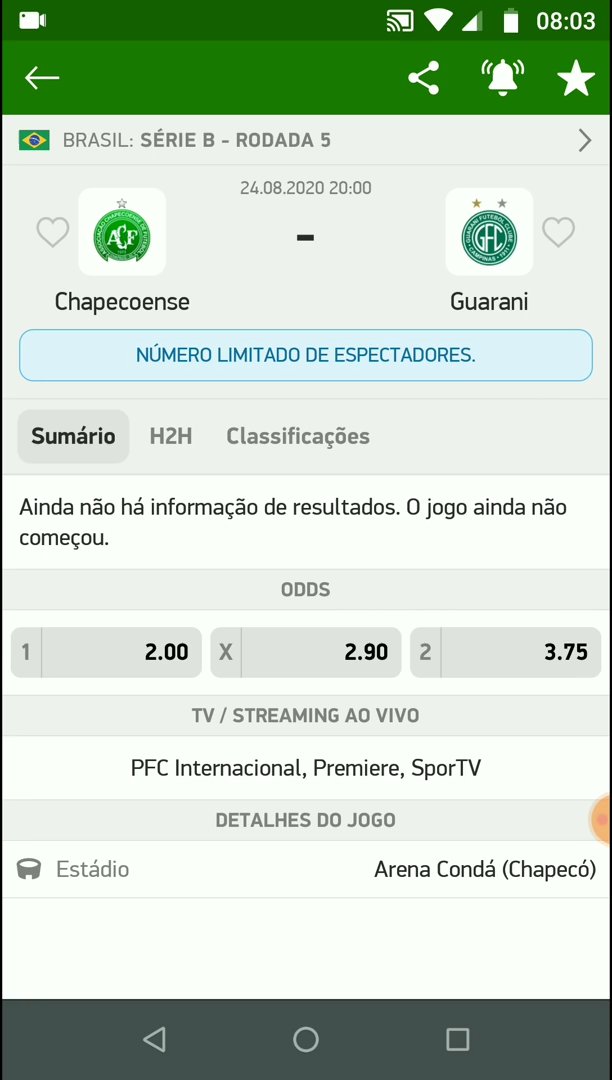 08:03
BRASIL: SÉRIE B - RODADA 5
24.08.2020 20:00
-
Chapecoense
Guarani
NÚMERO LIMITADO DE ESPECTADORES.
Sumário H2H Classificações
Ainda não há informação de resultados. O jogo ainda não
começou.
ODDS
1 2.00 X 2.90 2 3.75
TV / STREAMING AO VIVO
PFC Internacional, Premiere, SporTV
DETALHES DO JOGO
Estádio Arena Condá (Chapecó)